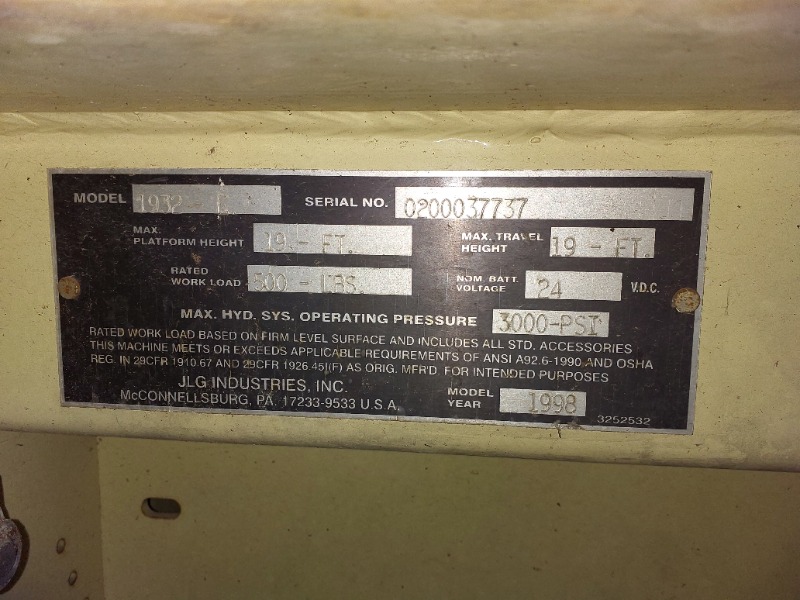 MODEL 1932 - E SERIAL NO. 0200037737
MAX. PLATFORM HEIGHT 19 - FT. MAX. TRAVEL HEIGHT 19 - FT.
RATED WORK LOAD 500 - LBS. NOM. BATT. VOLTAGE 24 V.D.C.
MAX. HYD. SYS. OPERATING PRESSURE 3000-PSI
RATED WORK LOAD BASED ON FIRM LEVEL SURFACE AND INCLUDES ALL STD. ACCESSORIES
THIS MACHINE MEETS OR EXCEEDS APPLICABLE REQUIREMENTS OF ANSI A92.6-1990 AND OSHA
REG. IN 29CFR 1910.67 AND 29CFR 1926.451(F) AS ORIG. MFR'D. FOR INTENDED PURPOSES
JLG INDUSTRIES, INC.
McCONNELLSBURG, PA. 17233-9533 U.S.A.
MODEL YEAR 1998
3252532